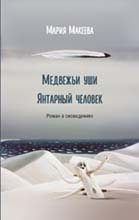 Мария Макеева
Медвежьи уши
Янтарный человек
Роман в сновидениях